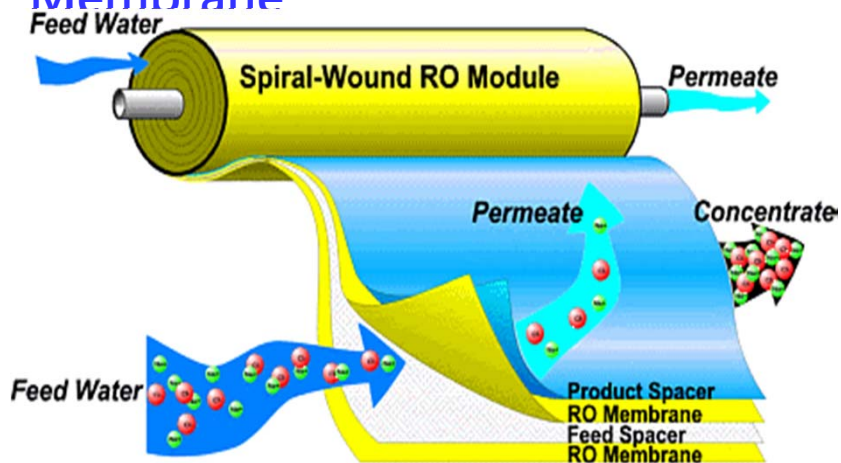 Membrane
Feed Water
Spiral-Wound RO Module
Permeate
Permeate
Concentrate
Feed Water
Product Spacer
RO Membrane
Feed Spacer
RO Membrane